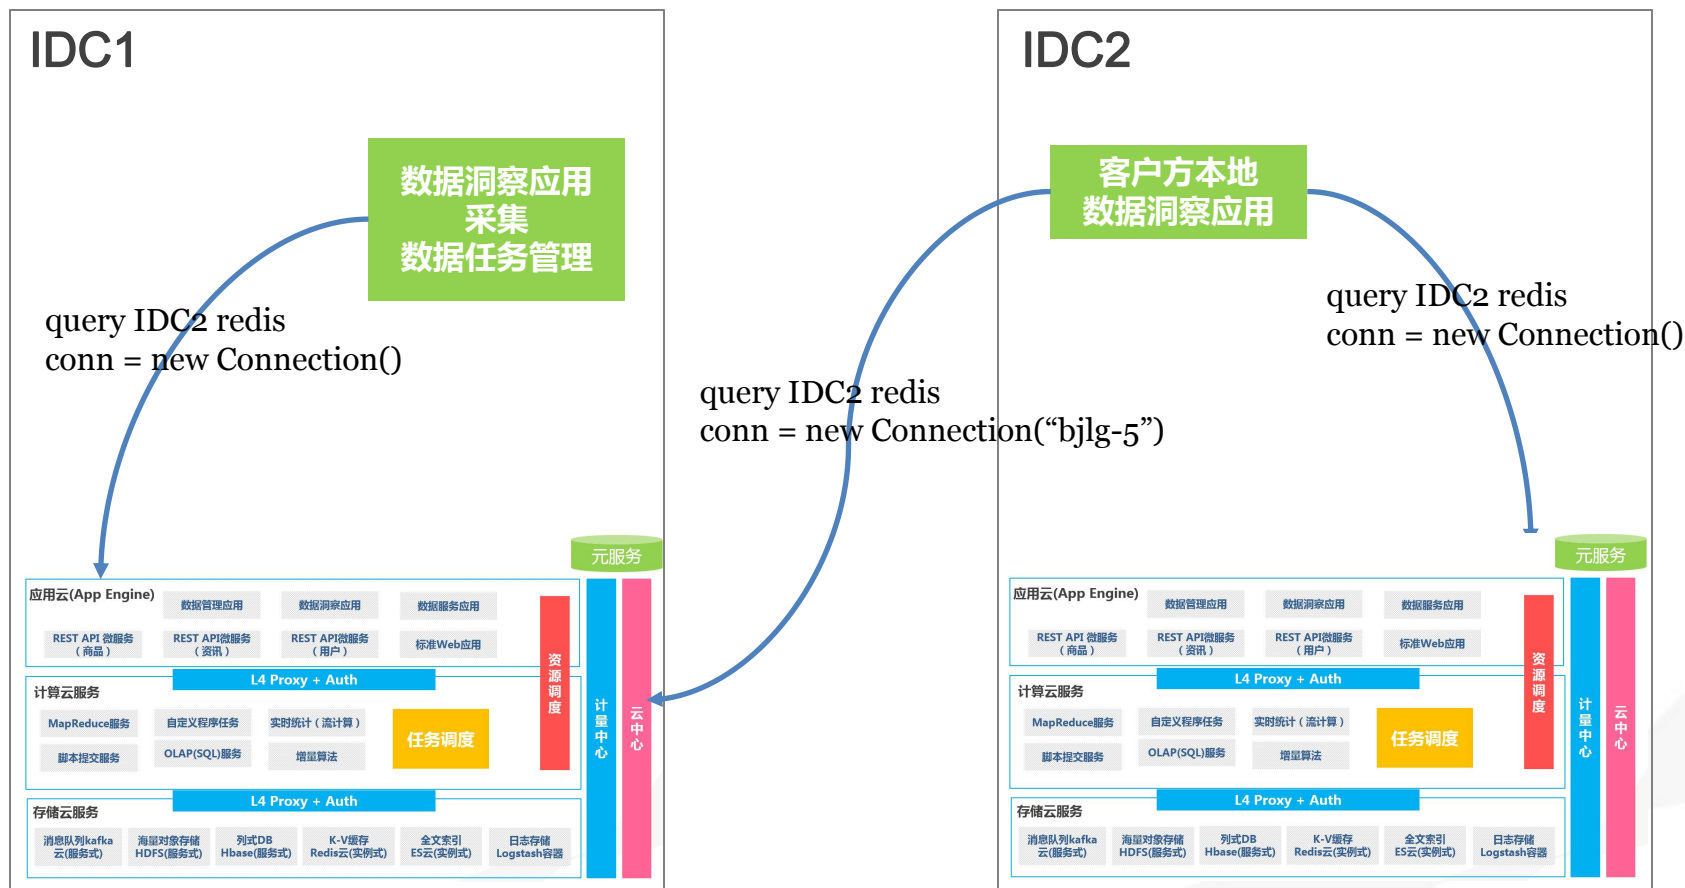 IDC1
数据洞察应用
采集
数据任务管理
query IDC2 redis
conn = new Connection()
元服务
应用云(App Engine)
数据管理应用
数据洞察应用
数据服务应用
REST API 微服务
（商品）
REST API微服务
（资讯）
REST API微服务
（用户）
标准Web应用
资源调度
L4 Proxy + Auth
计算云服务
MapReduce服务
自定义程序任务
实时统计（流计算）
脚本捏交服务
OLAP(SQL)服务
增量算法
任务调度
计量中心
云中心
L4 Proxy + Auth
存储云服务
消息队列kafka
云(服务式)
海量对象存储
HDFS(服务式)
列式DB
Hbase(服务式)
K-V缓存
Redis云(实例式)
全文索引
ES云(实例式)
日志存储
Logstash容器
query IDC2 redis
conn = new Connection(“bjlg-5”)
IDC2
客户方本地
数据洞察应用
query IDC2 redis
conn = new Connection()
元服务
应用云(App Engine)
数据管理应用
数据洞察应用
数据服务应用
REST API 微服务
（商品）
REST API微服务
（资讯）
REST API微服务
（用户）
标准Web应用
资源调度
L4 Proxy + Auth
计算云服务
MapReduce服务
自定义程序任务
实时统计（流计算）
脚本捏交服务
OLAP(SQL)服务
增量算法
任务调度
计量中心
云中心
L4 Proxy + Auth
存储云服务
消息队列kafka
云(服务式)
海量对象存储
HDFS(服务式)
列式DB
Hbase(服务式)
K-V缓存
Redis云(实例式)
全文索引
ES云(实例式)
日志存储
Logstash容器